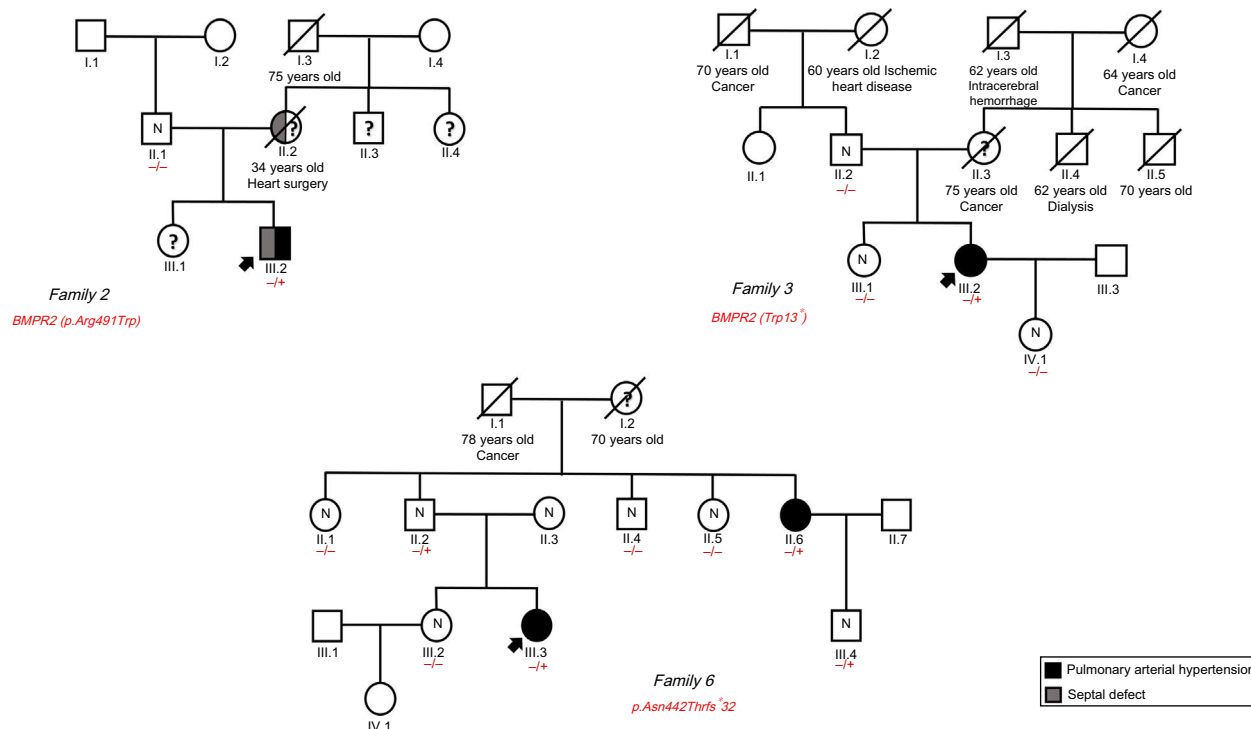 I.1
I.2
I.3
75 years old
I.4
N
II.1
–/–
?
II.2
34 years old
Heart surgery
?
II.3
?
II.4
?
III.1
III.2
–/+
Family 2
BMPR2 (p.Arg491Trp)
I.1
70 years old
Cancer
I.2
60 years old Ischemic
heart disease
I.3
62 years old
Intracerebral
hemorrhage
I.4
64 years old
Cancer
II.1
N
II.2
–/–
?
II.3
75 years old
Cancer
II.4
62 years old
Dialysis
II.5
70 years old
N
III.1
–/–
III.2
–/+
III.3
N
IV.1
–/–
Family 3
BMPR2 (Trp13*)
I.1
78 years old
Cancer
?
I.2
70 years old
N
II.1
–/–
N
II.2
–/+
N
II.3
N
II.4
–/–
N
II.5
–/–
II.6
–/+
II.7
III.1
N
III.2
–/–
III.3
–/+
N
III.4
–/+
IV.1
Family 6
p.Asn442Thrfs*32
Pulmonary arterial hypertension
Septal defect